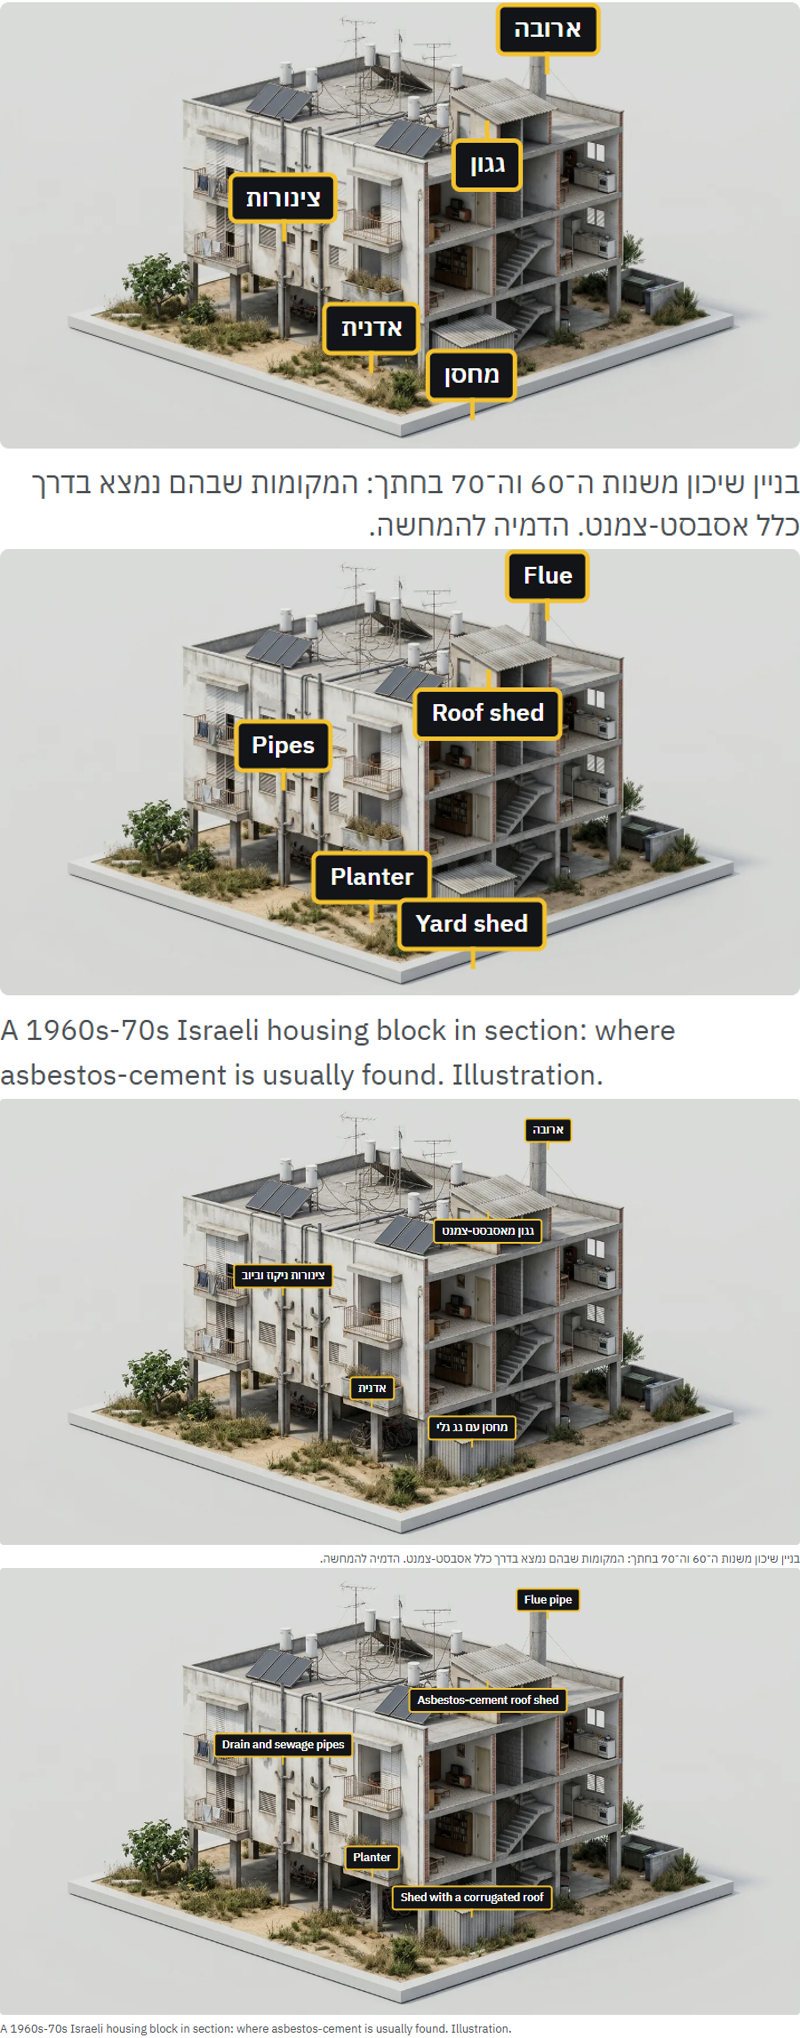 ארובה
גגון
צינורות
אדנית
מחסן
בניין שיכון משנות ה־60 וה־70 בחתך: המקומות שבהם נמצא בדרך
כלל אסבסט-צמנט. הדמיה להמחשה.
Flue
Roof shed
Pipes
Planter
Yard shed
A 1960s-70s Israeli housing block in section: where
asbestos-cement is usually found. Illustration.
ארובה
גגון מאסבסט-צמנט
צינורות ניקוז וביוב
אדנית
מחסן עם גג גלי
בניין שיכון משנות ה־60 וה־70 בחתך: המקומות שבהם נמצא בדרך כלל אסבסט-צמנט. הדמיה להמחשה.
Flue pipe
Asbestos-cement roof shed
Drain and sewage pipes
Planter
Shed with a corrugated roof
A 1960s-70s Israeli housing block in section: where asbestos-cement is usually found. Illustration.